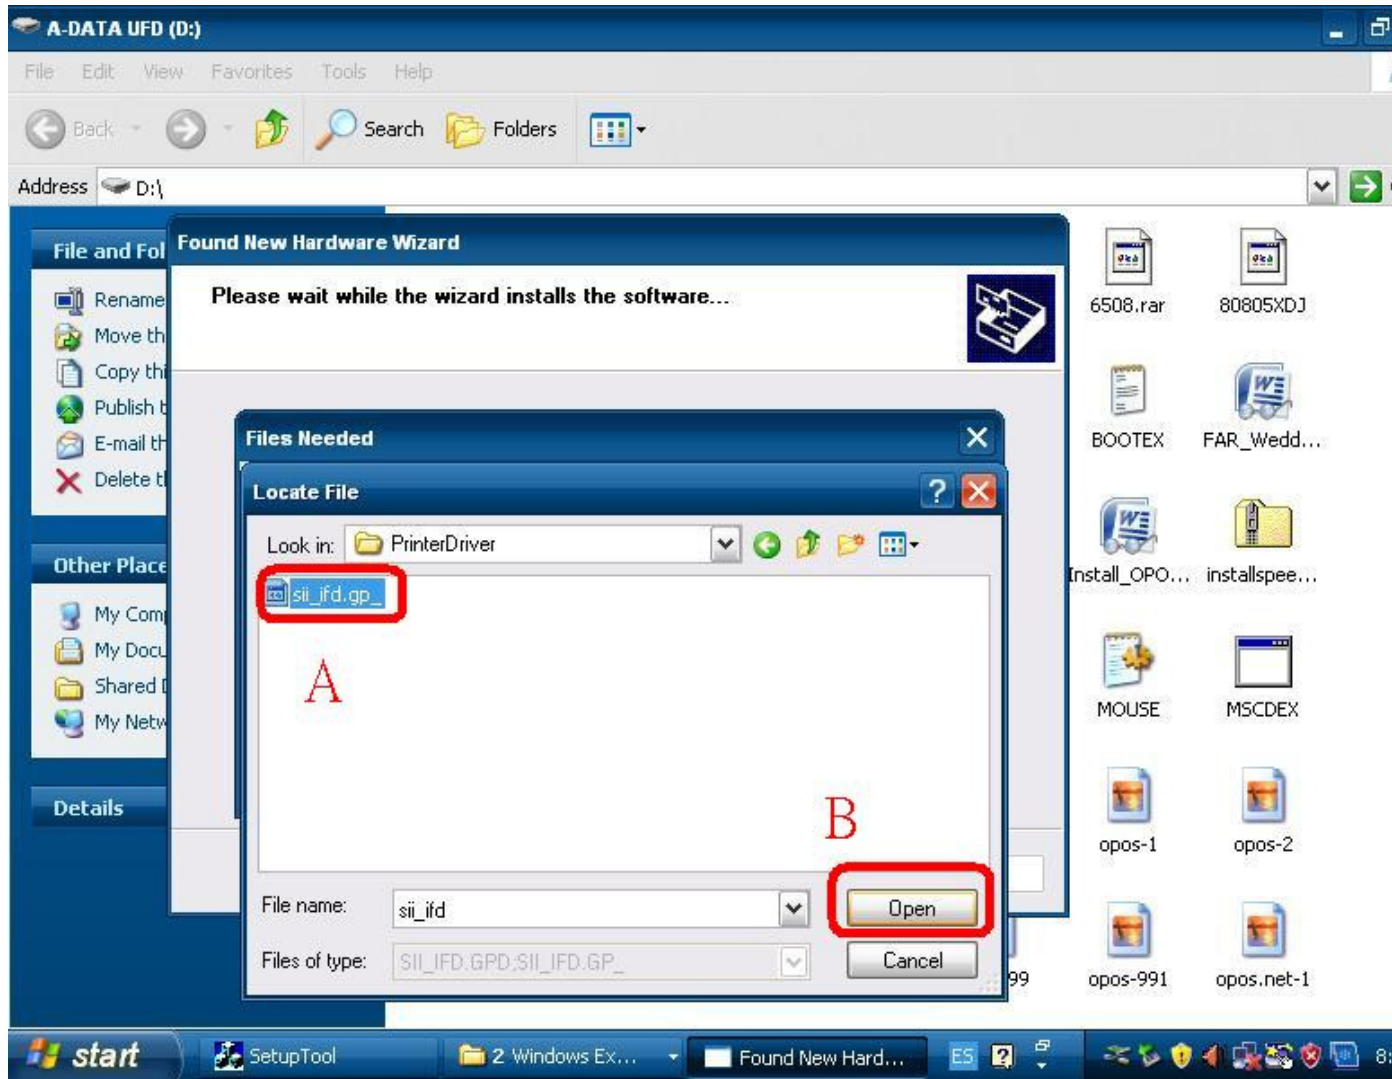 A-DATA UFD (D:)
File Edit View Favorites Tools Help
Back Search Folders
Address D:\
File and Fol
Rename
Move th
Copy thi
Publish t
E-mail th
Delete t
Other Place
My Com
My Docu
Shared D
My Netw
Details
Found New Hardware Wizard
Please wait while the wizard installs the software...
Files Needed
Locate File
Look in: PrinterDriver
sii_ifd.gp_
A
B
File name: sii_ifd Open
Files of type: SII_IFD.GPD;SII_IFD.GP_ Cancel
6508.rar 80805XDJ
BOOTEX FAR_Wedd...
Install_OPO... installspee...
MOUSE MSCDEX
opos-1 opos-2
99 opos-991 opos.net-1
start SetupTool 2 Windows Ex... Found New Hard... ES 8: